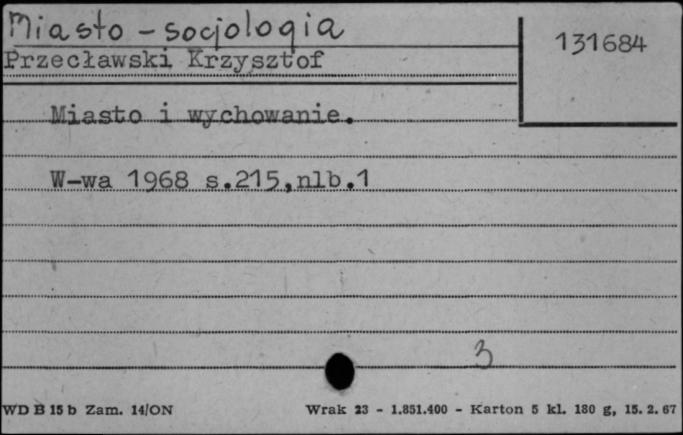 Miasto - socjologia
131684
Przecławski Krzysztof
Miasto i wychowanie.
W-wa 1968 s.215,nlb.1
3
WD B 15 b Zam. 14/ON
Wrak 23 - 1.851.400 - Karton 5 kl. 180 g, 15. 2. 67